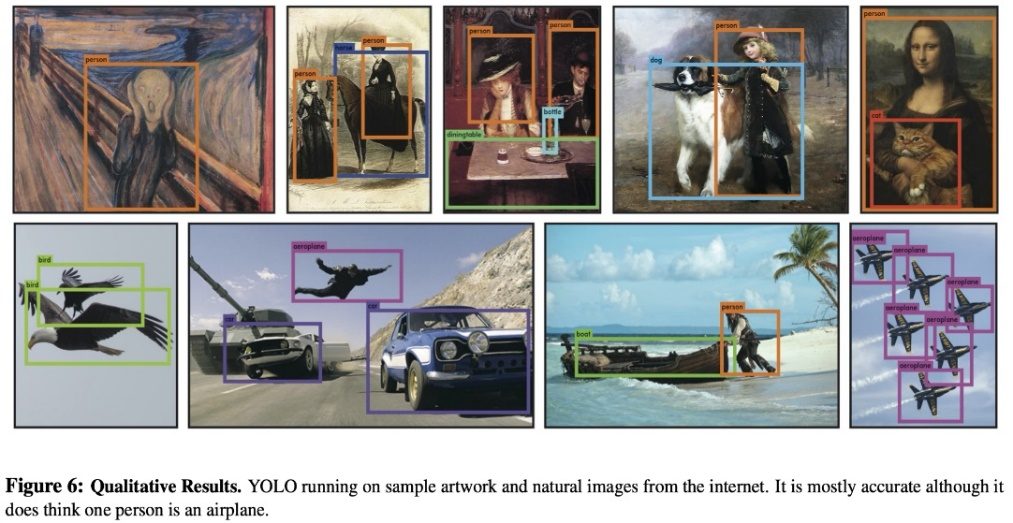 person
horse
person
person
person
person
bottle
diningtable
person
dog
person
cat
bird
bird
aeroplane
car
car
person
boat
aeroplane
aeroplane
aeroplane
aeroplane
aeroplane
aeroplane
Figure 6: Qualitative Results. YOLO running on sample artwork and natural images from the internet. It is mostly accurate although it
does think one person is an airplane.